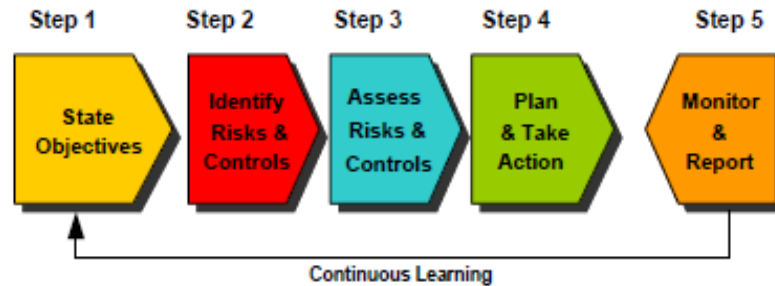 Step 1
Step 2
Step 3
Step 4
Step 5
State
Objectives
Identify
Risks &
Controls
Assess
Risks &
Controls
Plan
& Take
Action
Monitor
&
Report
Continuous Learning